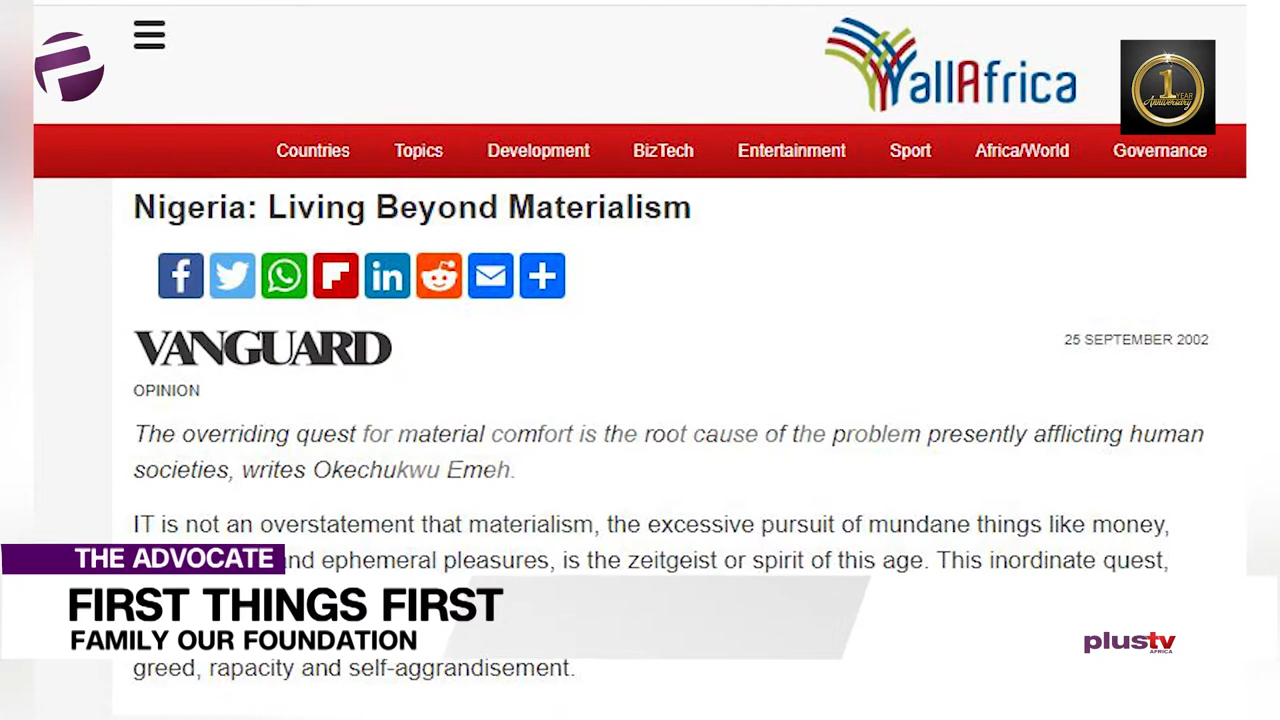 allAfrica
1 YEAR
Anniversary
Countries Topics Development BizTech Entertainment Sport Africa/World Governance
Nigeria: Living Beyond Materialism
VANGUARD
25 SEPTEMBER 2002
OPINION
The overriding quest for material comfort is the root cause of the problem presently afflicting human
societies, writes Okechukwu Emeh.
IT is not an overstatement that materialism, the excessive pursuit of mundane things like money,
and ephemeral pleasures, is the zeitgeist or spirit of this age. This inordinate quest,
THE ADVOCATE
FIRST THINGS FIRST
FAMILY OUR FOUNDATION
plustv
AFRICA
greed, rapacity and self-aggrandisement.